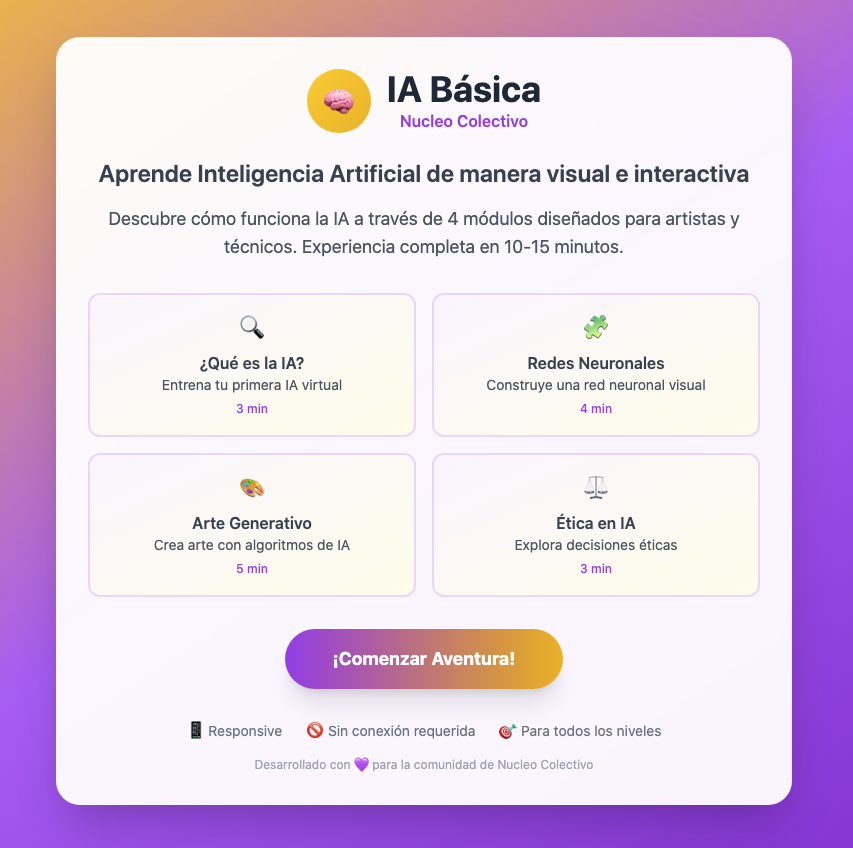 IA Básica
Nucleo Colectivo
Aprende Inteligencia Artificial de manera visual e interactiva
Descubre cómo funciona la IA a través de 4 módulos diseñados para artistas y
técnicos. Experiencia completa en 10-15 minutos.
¿Qué es la IA?
Entrena tu primera IA virtual
3 min
Redes Neuronales
Construye una red neuronal visual
4 min
Arte Generativo
Crea arte con algoritmos de IA
5 min
Ética en IA
Explora decisiones éticas
3 min
¡Comenzar Aventura!
📱 Responsive 🚫 Sin conexión requerida 🎯 Para todos los niveles
Desarrollado con 💜 para la comunidad de Nucleo Colectivo